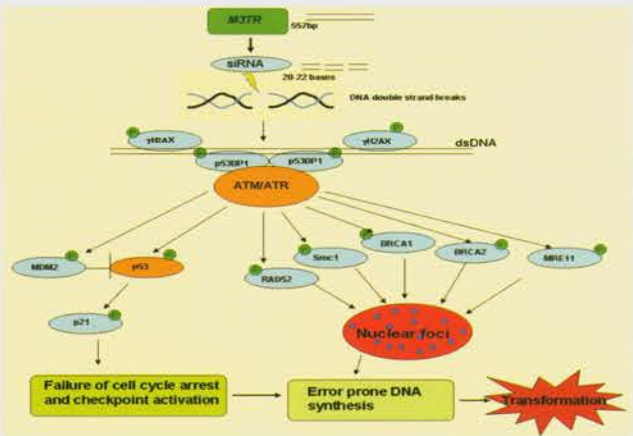 M3TR
557bp
siRNA
20-22 bases
DNA double strand breaks
γH2AX
γH2AX
dsDNA
p53BP1
p53BP1
ATM/ATR
MDM2
p53
RAD52
Smc1
BRCA1
BRCA2
MRE11
p21
Nuclear foci
Failure of cell cycle arrest
and checkpoint activation
Error prone DNA
synthesis
Transformation
P
P
P
P
P
P
P
P
P
P
P
P